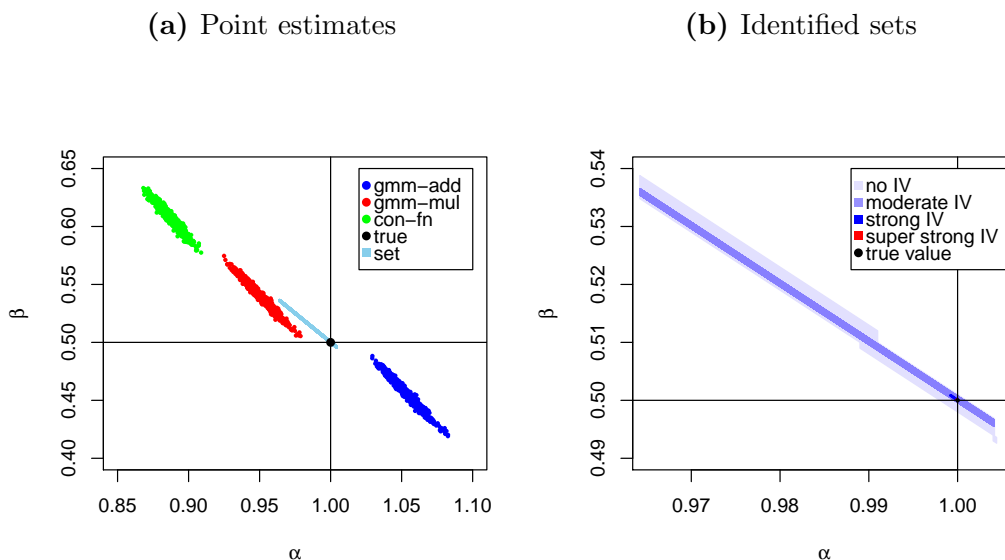 (a) Point estimates
(b) Identified sets
0.65
0.60
0.55
0.50
0.45
0.40
β
gmm−add
gmm−mul
con−fn
true
set
0.85 0.90 0.95 1.00 1.05 1.10
α
0.54
0.53
0.52
0.51
0.50
0.49
β
no IV
moderate IV
strong IV
super strong IV
true value
0.97 0.98 0.99 1.00
α